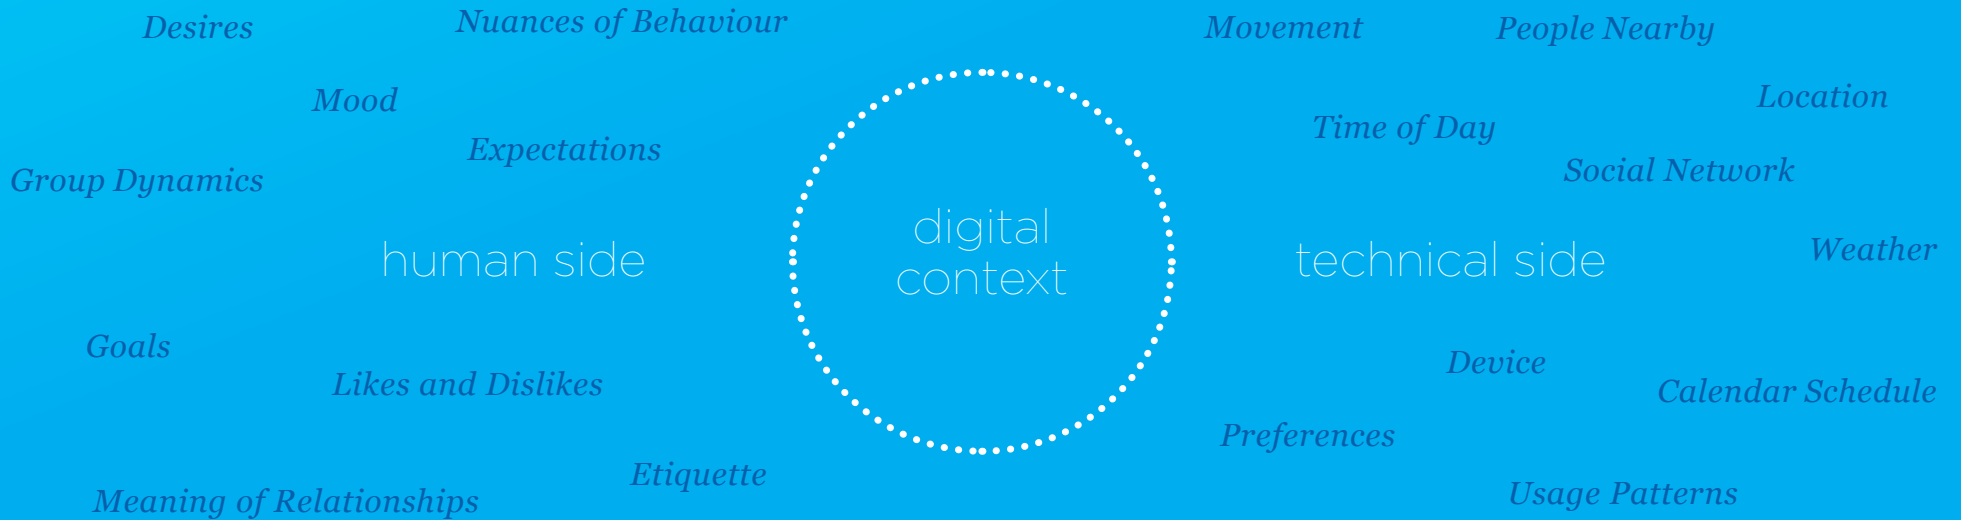 Desires
Nuances of Behaviour
Mood
Expectations
Group Dynamics
human side
Goals
Likes and Dislikes
Etiquette
Meaning of Relationships
digital
context
Movement
People Nearby
Location
Time of Day
Social Network
technical side
Weather
Device
Calendar Schedule
Preferences
Usage Patterns